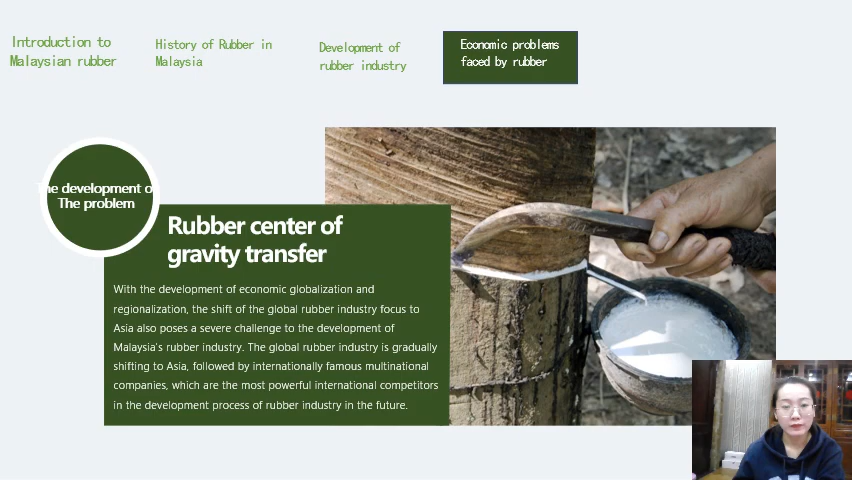 Introduction to
Malaysian rubber
History of Rubber in
Malaysia
Development of
rubber industry
Economic problems
faced by rubber
he development o
The problem
Rubber center of
gravity transfer
With the development of economic globalization and
regionalization, the shift of the global rubber industry focus to
Asia also poses a severe challenge to the development of
Malaysia's rubber industry. The global rubber industry is gradually
shifting to Asia, followed by internationally famous multinational
companies, which are the most powerful international competitors
in the development process of rubber industry in the future.